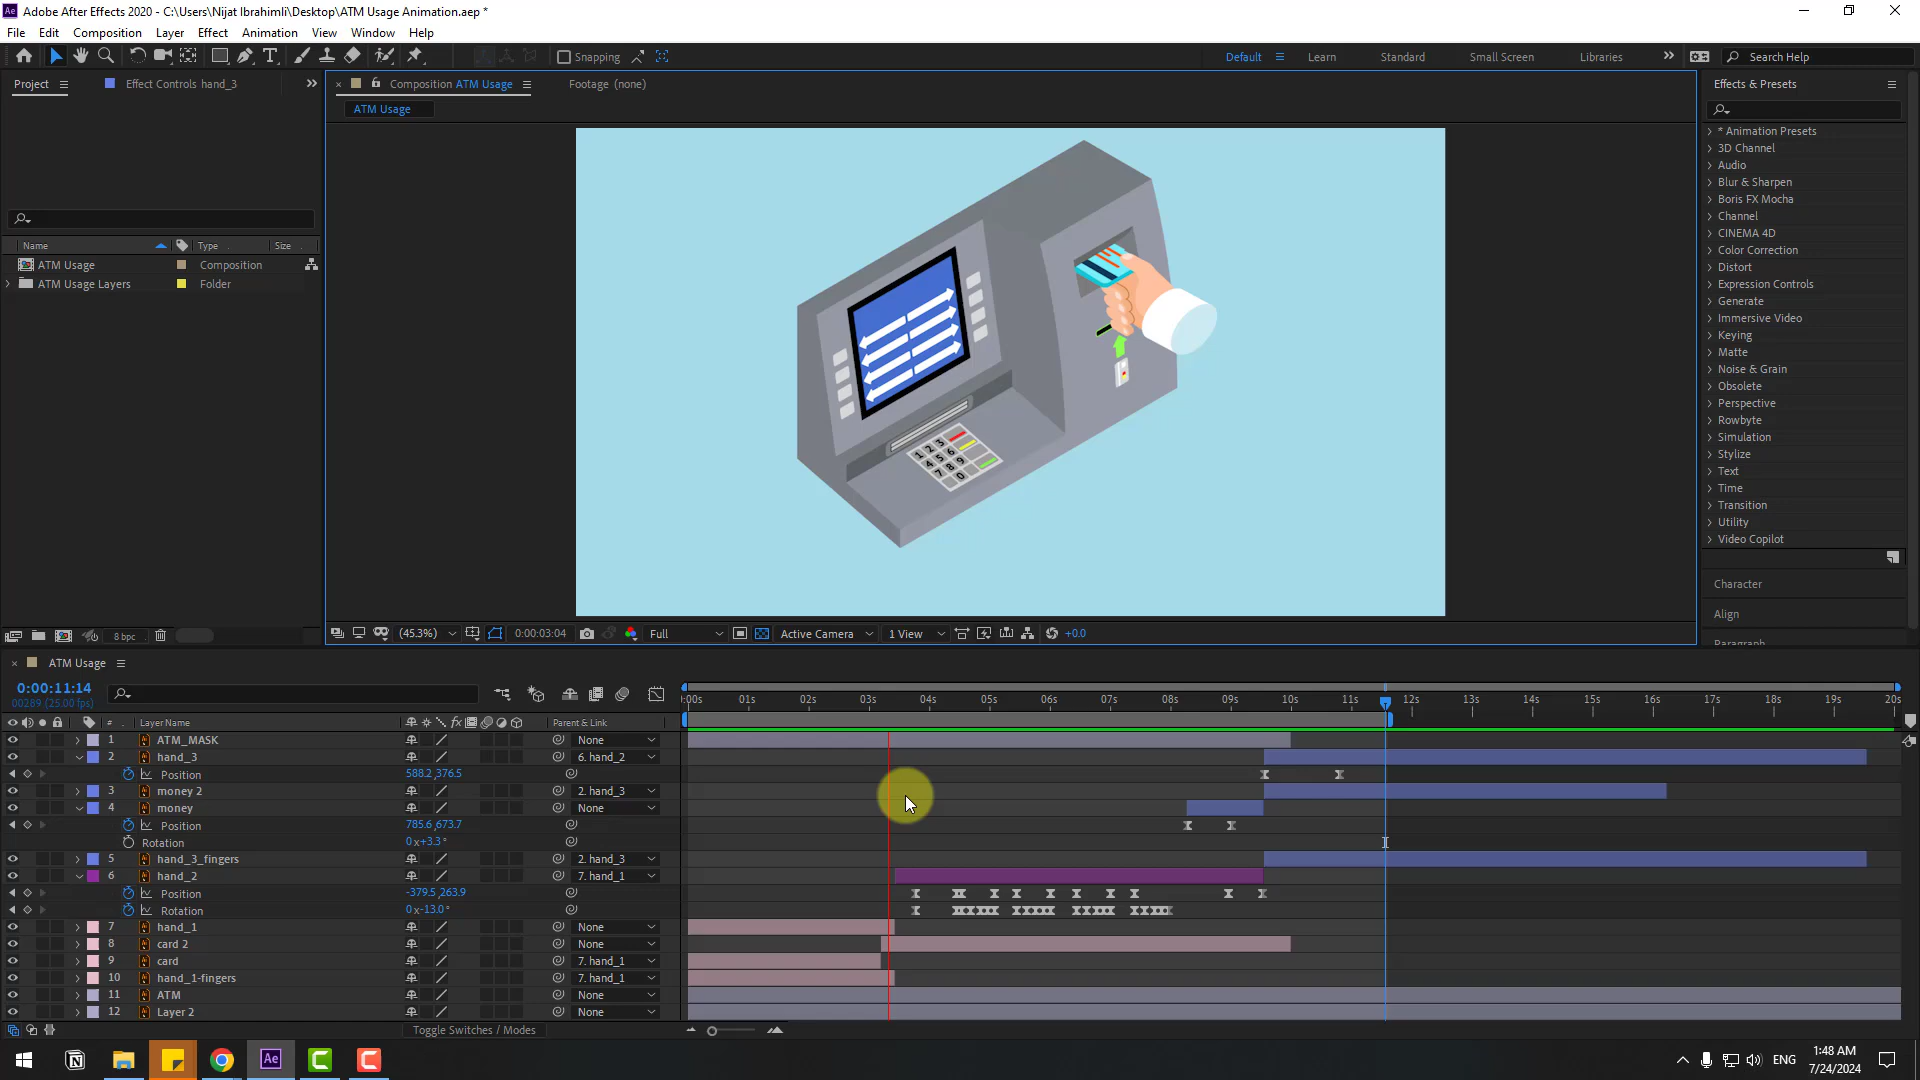 Adobe After Effects 2020 - C:\Users\Nijat Ibrahimli\Desktop\ATM Usage Animation.aep *
File Edit Composition Layer Effect Animation View Window Help
Snapping
Default Learn Standard Small Screen Libraries Search Help
Project Effect Controls hand_3 Composition ATM Usage Footage (none) Effects & Presets
ATM Usage
* Animation Presets
3D Channel
Audio
Blur & Sharpen
Boris FX Mocha
Channel
CINEMA 4D
Color Correction
Distort
Expression Controls
Generate
Immersive Video
Keying
Matte
Noise & Grain
Obsolete
Perspective
Rowbyte
Simulation
Stylize
Text
Time
Transition
Utility
Video Copilot
Character
Align
Paragraph
Name Type Size
ATM Usage Composition
ATM Usage Layers Folder
1 2 3
4 5 6
7 8 9
0
8 bpc
(45.3%) 0:00:03:04 Full Active Camera 1 View +0.0
ATM Usage
0:00:11:14
00289 (25.00 fps)
:00s 01s 02s 03s 04s 05s 06s 07s 08s 09s 10s 11s 12s 13s 14s 15s 16s 17s 18s 19s 20s
# Layer Name Parent & Link
1 ATM_MASK None
2 hand_3 6. hand_2
Position 588.2,376.5
3 money 2 2. hand_3
4 money None
Position 785.6,673.7
Rotation 0x+3.3°
5 hand_3_fingers 2. hand_3
6 hand_2 7. hand_1
Position -379.5,263.9
Rotation 0x-13.0°
7 hand_1 None
8 card 2 None
9 card 7. hand_1
10 hand_1-fingers 7. hand_1
11 ATM None
12 Layer 2 None
Toggle Switches / Modes
Ae
ENG
1:48 AM
7/24/2024